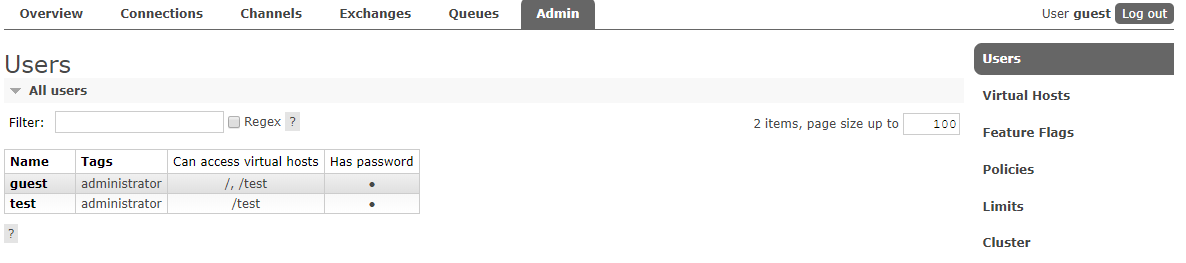 Overview Connections Channels Exchanges Queues Admin User guest Log out
Users
All users
Filter: Regex ? 2 items, page size up to 100
Name Tags Can access virtual hosts Has password
guest administrator /, /test ●
test administrator /test ●
?
Users
Virtual Hosts
Feature Flags
Policies
Limits
Cluster